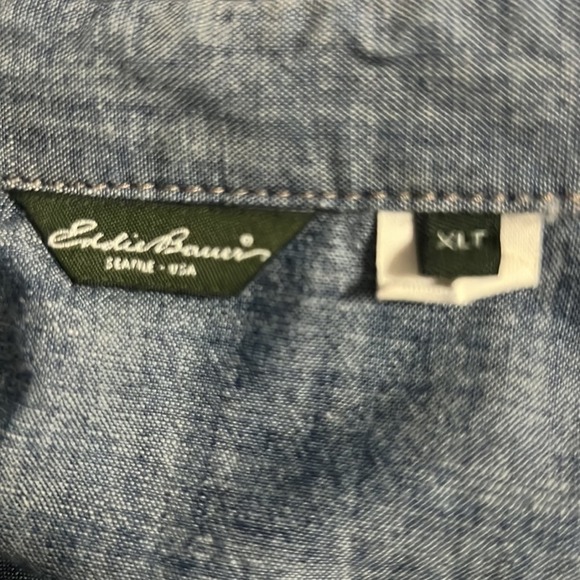 Eddie Bauer®
SEATTLE · USA
XLT